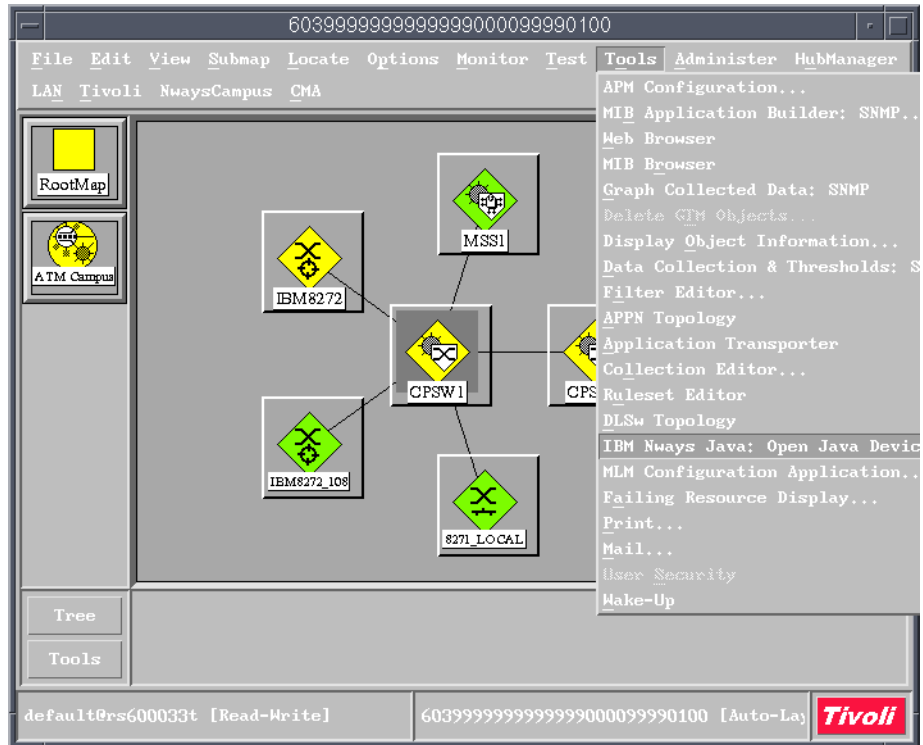 6039999999999999000099990100
File Edit View Submap Locate Options Monitor Test Tools Administer HubManager
LAN Tivoli NwaysCampus CMA
APM Configuration...
MIB Application Builder: SNMP..
Web Browser
MIB Browser
Graph Collected Data: SNMP
Delete GTM Objects...
Display Object Information...
Data Collection & Thresholds: S
Filter Editor...
APPN Topology
Application Transporter
Collection Editor...
Ruleset Editor
DLSw Topology
IBM Nways Java: Open Java Devic
MLM Configuration Application..
Failing Resource Display...
Print...
Mail...
User Security
Wake-Up
RootMap
ATM Campus
MSS1
IBM8272
CPSW1
CPS
IBM8272_108
8271_LOCAL
Tree
Tools
default@rs600033t [Read-Write]
6039999999999999000099990100 [Auto-Lay
Tivoli